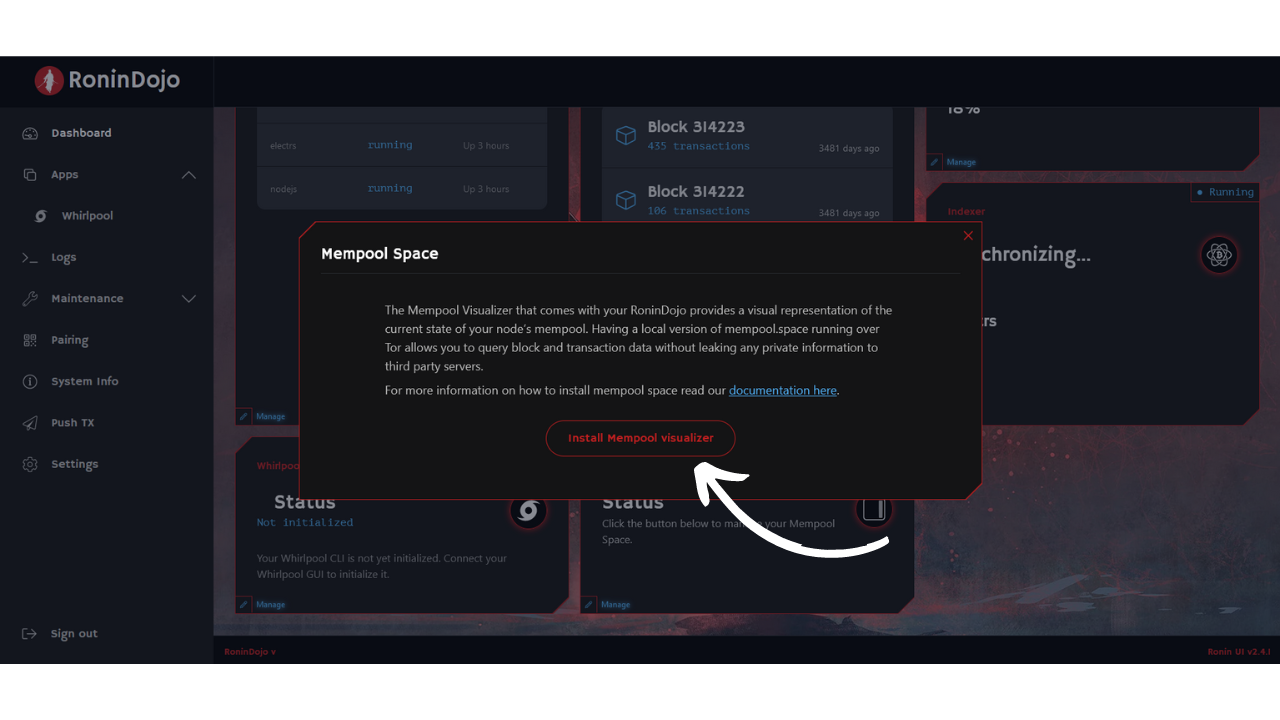 RoninDojo
Dashboard
Apps
Whirlpool
Logs
Maintenance
Pairing
System Info
Push TX
Settings
Sign out
electrs running Up 3 hours
nodejs running Up 3 hours
Manage
Block 314223
435 transactions
3481 days ago
Block 314222
106 transactions
3481 days ago
18%
Manage
Running
Indexer
chronizing...
rs
Mempool Space
The Mempool Visualizer that comes with your RoninDojo provides a visual representation of the
current state of your node's mempool. Having a local version of mempool.space running over
Tor allows you to query block and transaction data without leaking any private information to
third party servers.
For more information on how to install mempool space read our documentation here.
Install Mempool visualizer
Whirlpoo
Status
Not initialized
Your Whirlpool CLI is not yet initialized. Connect your
Whirlpool GUI to initialize it.
Manage
Status
Click the button below to manage your Mempool
Space.
Manage
RoninDojo v
Ronin UI v2.4.1